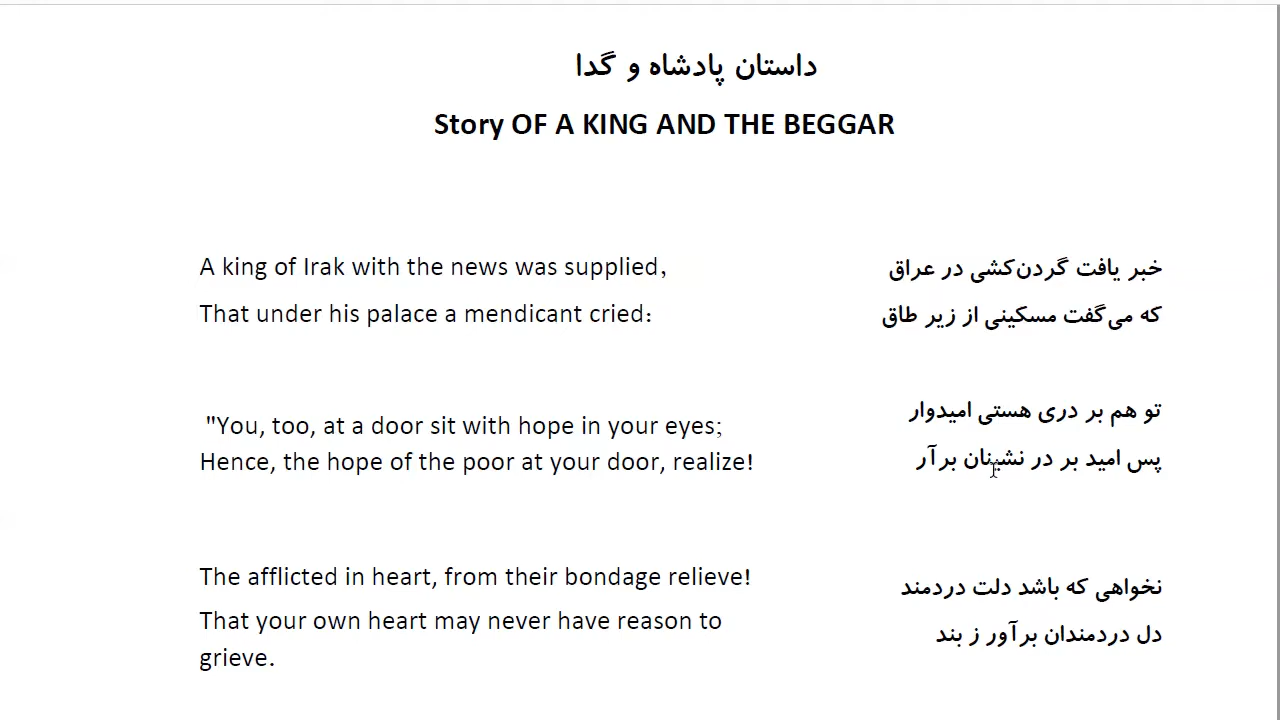 داستان پادشاه و گدا
Story OF A KING AND THE BEGGAR
A king of Irak with the news was supplied,
That under his palace a mendicant cried:
خبر یافت گردن‌کشی در عراق
که می‌گفت مسکینی از زیر طاق
"You, too, at a door sit with hope in your eyes;
Hence, the hope of the poor at your door, realize!
تو هم بر دری هستی امیدوار
پس امید بر در نشینان برآر
The afflicted in heart, from their bondage relieve!
That your own heart may never have reason to
grieve.
نخواهی که باشد دلت دردمند
دل دردمندان برآور ز بند